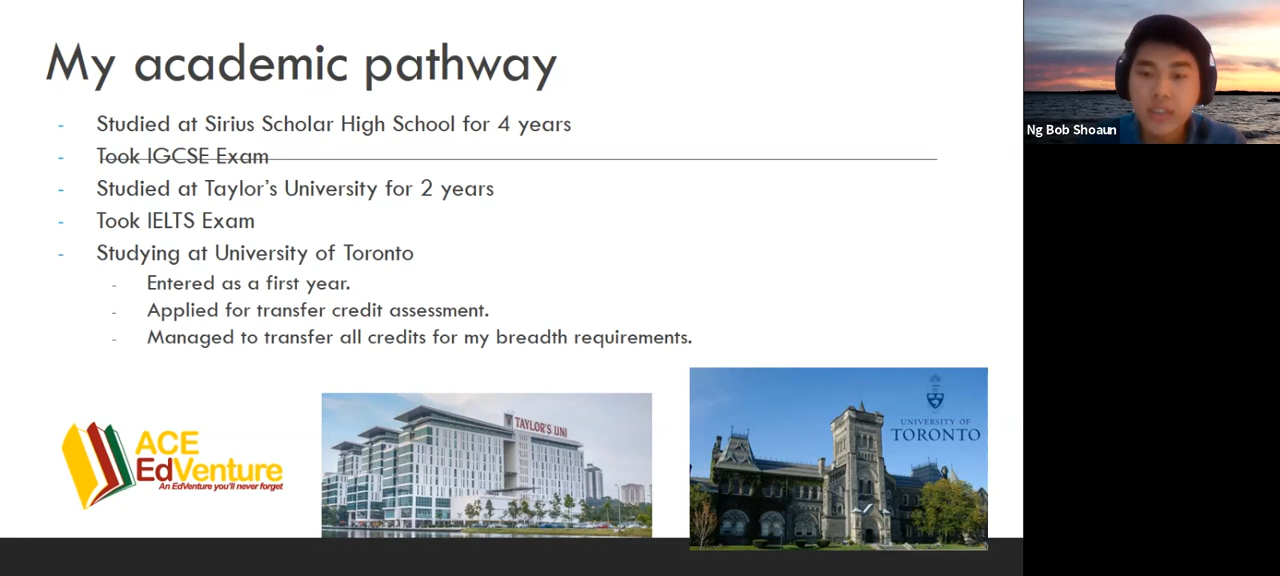 My academic pathway
- Studied at Sirius Scholar High School for 4 years
- Took IGCSE Exam
- Studied at Taylor's University for 2 years
- Took IELTS Exam
- Studying at University of Toronto
- Entered as a first year.
- Applied for transfer credit assessment.
- Managed to transfer all credits for my breadth requirements.
ACE
EdVenture
An EdVenture you'll never forget
TAYLOR'S UNI
UNIVERSITY OF
TORONTO
Ng Bob Shoaun